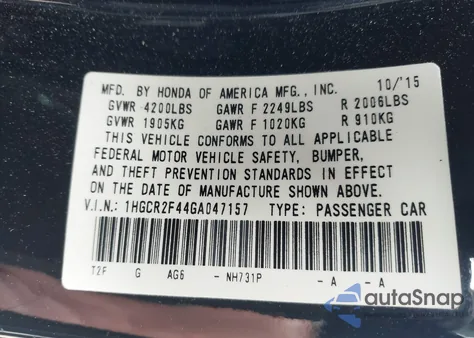 MFD. BY HONDA OF AMERICA MFG., INC. 10/'15
GVWR 4200LBS GAWR F 2249LBS R 2006LBS
GVWR 1905KG GAWR F 1020KG R 910KG
THIS VEHICLE CONFORMS TO ALL APPLICABLE
FEDERAL MOTOR VEHICLE SAFETY, BUMPER,
AND THEFT PREVENTION STANDARDS IN EFFECT
ON THE DATE OF MANUFACTURE SHOWN ABOVE.
V.I.N.: 1HGCR2F44GA047157 TYPE: PASSENGER CAR
T2F G AG6 - NH731P - A - A
autaSnap